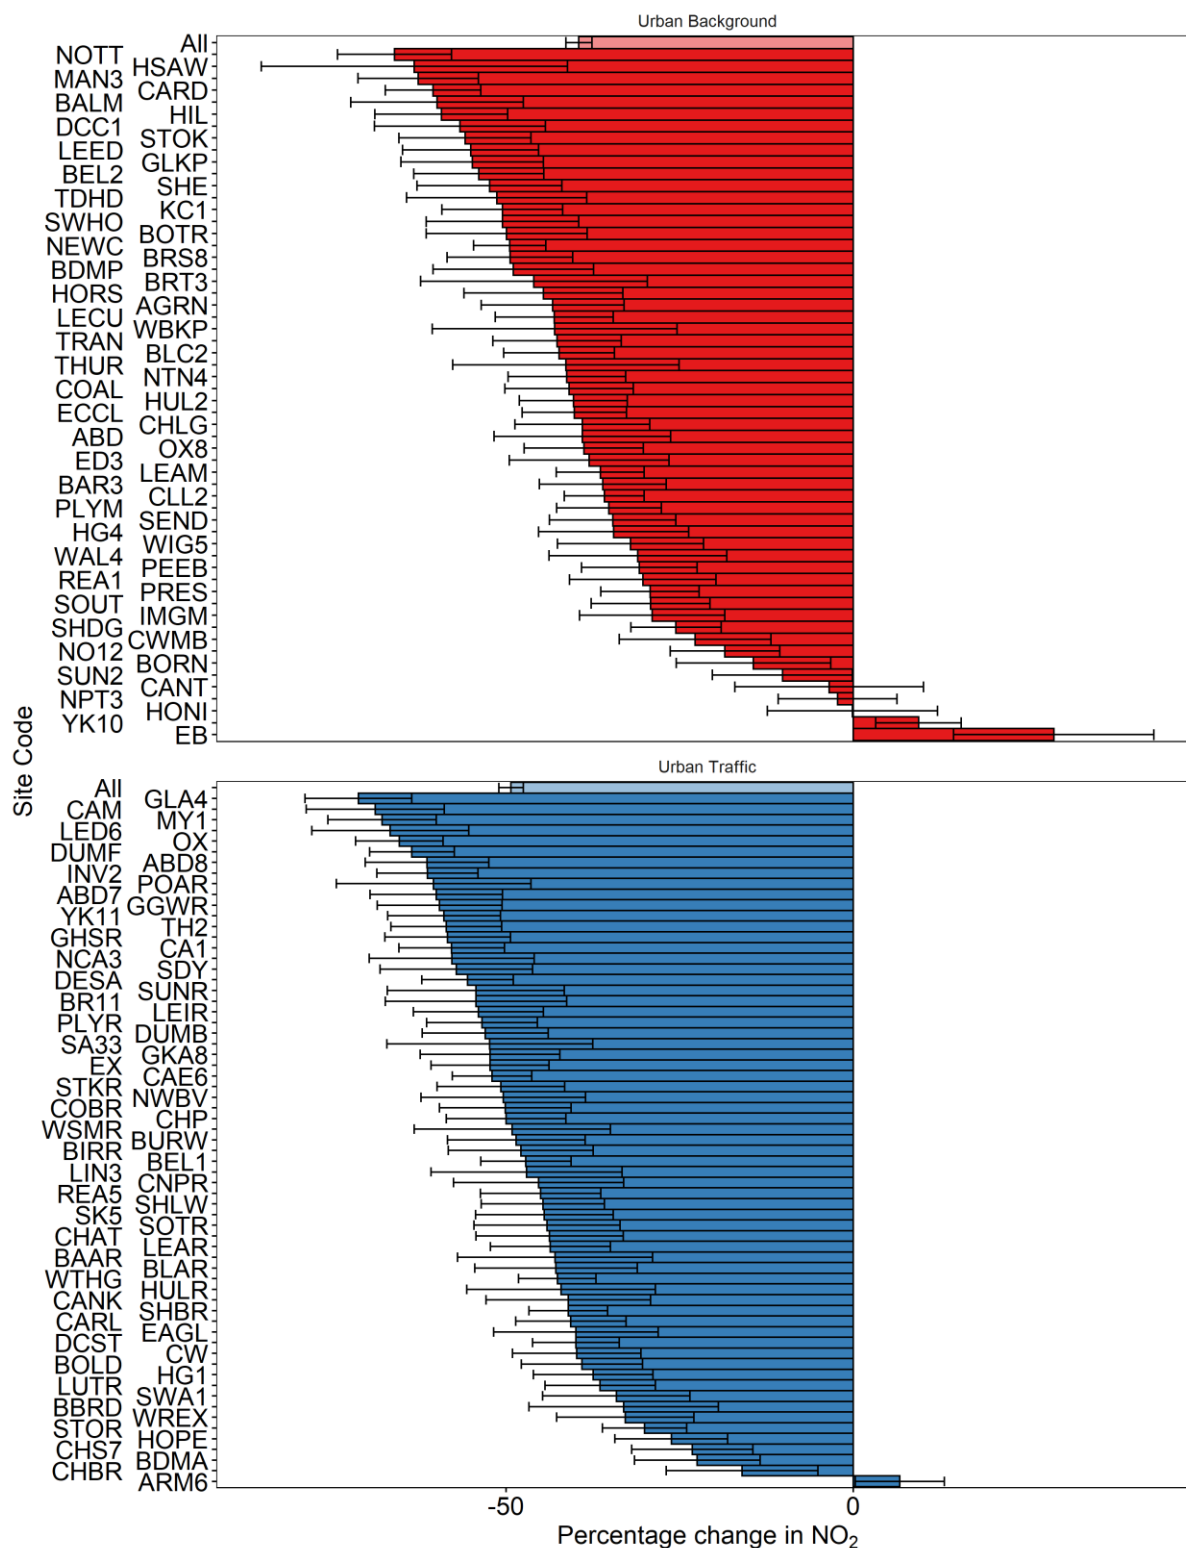 Urban Background
All
NOTT
HSAW
MAN3
CARD
BALM
HIL
DCC1
STOK
LEED
GLKP
BEL2
SHE
TDHD
KC1
SWHO
BOTR
NEWC
BRS8
BDMP
BRT3
HORS
AGRN
LECU
WBKP
TRAN
BLC2
THUR
NTN4
COAL
HUL2
ECCL
CHLG
ABD
OX8
ED3
LEAM
BAR3
CLL2
PLYM
SEND
HG4
WIG5
WAL4
PEEB
REA1
PRES
SOUT
IMGM
SHDG
CWMB
NO12
BORN
SUN2
CANT
NPT3
HONI
YK10
EB
Site Code
Urban Traffic
All
GLA4
CAM
MY1
LED6
OX
DUMF
ABD8
INV2
POAR
ABD7
GGWR
YK11
TH2
GHSR
CA1
NCA3
SDY
DESA
SUNR
BR11
LEIR
PLYR
DUMB
SA33
GKA8
EX
CAE6
STKR
NWBV
COBR
CHP
WSMR
BURW
BIRR
BEL1
LIN3
CNPR
REA5
SHLW
SK5
SOTR
CHAT
LEAR
BAAR
BLAR
WTHG
HULR
CANK
SHBR
CARL
EAGL
DCST
CW
BOLD
HG1
LUTR
SWA1
BBRD
WREX
STOR
HOPE
CHS7
BDMA
CHBR
ARM6
-50 0
Percentage change in NO₂